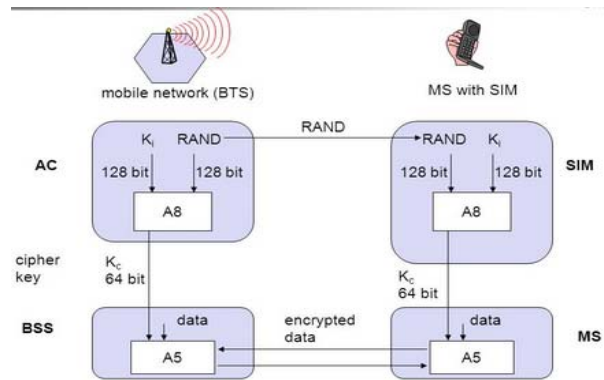 mobile network (BTS)
MS with SIM
AC
Ki RAND
RAND
RAND Ki
SIM
128 bit 128 bit
128 bit 128 bit
A8
A8
cipher
key
Kc
64 bit
Kc
64 bit
BSS
data
encrypted
data
data
MS
A5
A5